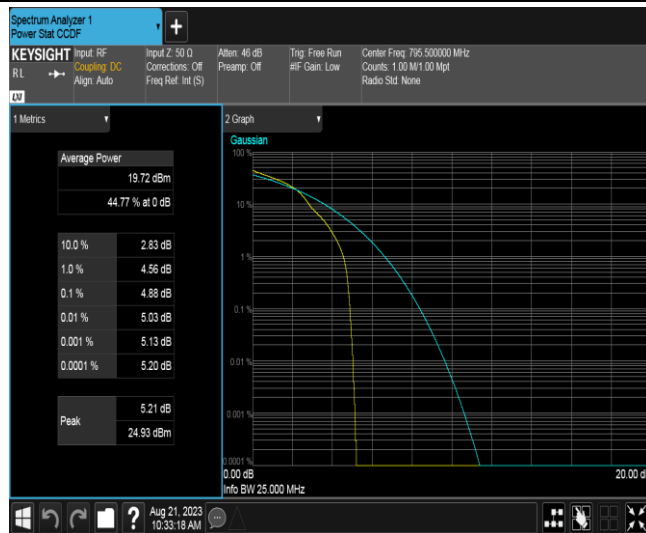 Spectrum Analyzer 1
Power Stat CCDF
+
KEYSIGHT
RL
Input: RF
Coupling: DC
Align: Auto
Input Z: 50 Ω
Corrections: Off
Freq Ref: Int (S)
Atten: 46 dB
Preamp: Off
Trig: Free Run
#IF Gain: Low
Center Freq: 795.500000 MHz
Counts: 1.00 M/1.00 Mpt
Radio Std: None
1 Metrics
Average Power
19.72 dBm
44.77 % at 0 dB
10.0 % 2.83 dB
1.0 % 4.56 dB
0.1 % 4.88 dB
0.01 % 5.03 dB
0.001 % 5.13 dB
0.0001 % 5.20 dB
Peak
5.21 dB
24.93 dBm
2 Graph
Gaussian
100 %
10 %
1 %
0.1 %
0.01 %
0.001 %
0.0001 %
0.00 dB
20.00 d
Info BW 25.000 MHz
?
Aug 21, 2023
10:33:18 AM